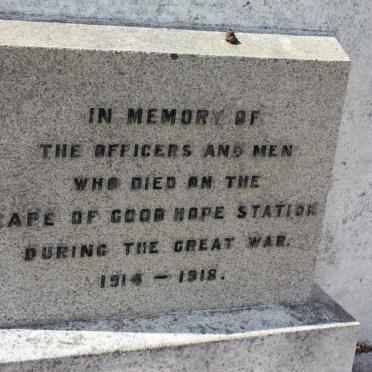 IN MEMORY OF
THE OFFICERS AND MEN
WHO DIED ON THE
CAPE OF GOOD HOPE STATION
DURING THE GREAT WAR.
1914 – 1918.